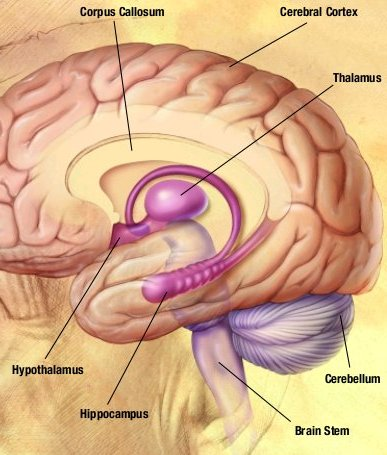 Corpus Callosum
Cerebral Cortex
Thalamus
Hypothalamus
Cerebellum
Hippocampus
Brain Stem